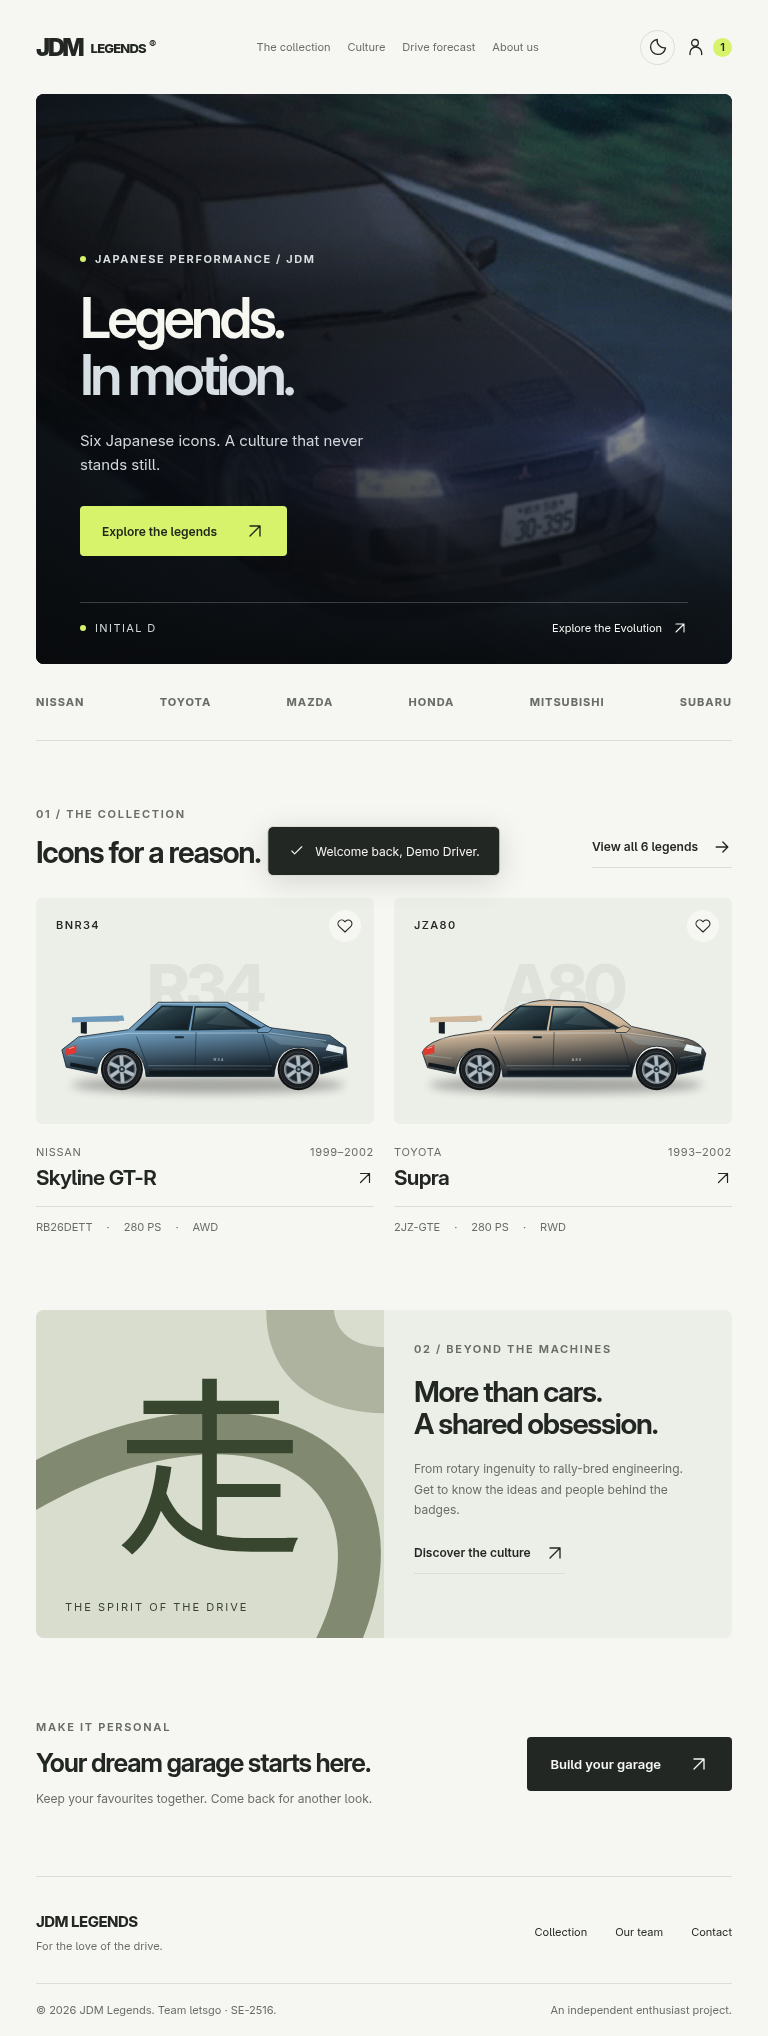 JDM LEGENDS ®
The collection Culture Drive forecast About us
1
JAPANESE PERFORMANCE / JDM
Legends.
In motion.
Six Japanese icons. A culture that never
stands still.
Explore the legends
30-395
INITIAL D
Explore the Evolution
NISSAN TOYOTA MAZDA HONDA MITSUBISHI SUBARU
01 / THE COLLECTION
Icons for a reason.
Welcome back, Demo Driver.
View all 6 legends
BNR34
R34
R34
NISSAN 1999–2002
Skyline GT-R
RB26DETT · 280 PS · AWD
JZA80
A80
A80
TOYOTA 1993–2002
Supra
2JZ-GTE · 280 PS · RWD
走
THE SPIRIT OF THE DRIVE
02 / BEYOND THE MACHINES
More than cars.
A shared obsession.
From rotary ingenuity to rally-bred engineering.
Get to know the ideas and people behind the
badges.
Discover the culture
MAKE IT PERSONAL
Your dream garage starts here.
Keep your favourites together. Come back for another look.
Build your garage
JDM LEGENDS
For the love of the drive.
Collection Our team Contact
© 2026 JDM Legends. Team letsgo · SE-2516.
An independent enthusiast project.